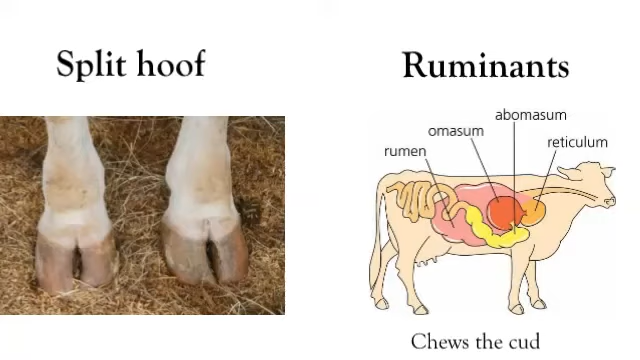 Split hoof
Ruminants
abomasum
omasum
reticulum
rumen
Chews the cud